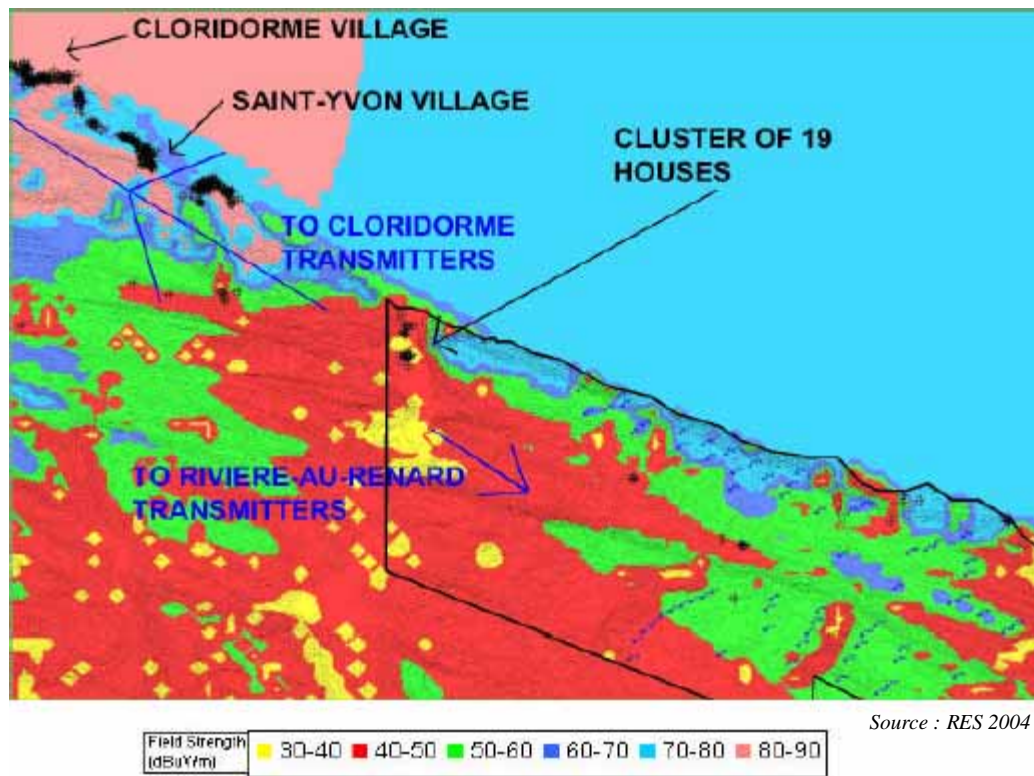 CLORIDORME VILLAGE
SAINT-YVON VILLAGE
CLUSTER OF 19
HOUSES
TO CLORIDORME
TRANSMITTERS
TO RIVIERE-AU-RENARD
TRANSMITTERS
Source : RES 2004
Field Strength
(dBuV/m)
30-40 40-50 50-60 60-70 70-80 80-90